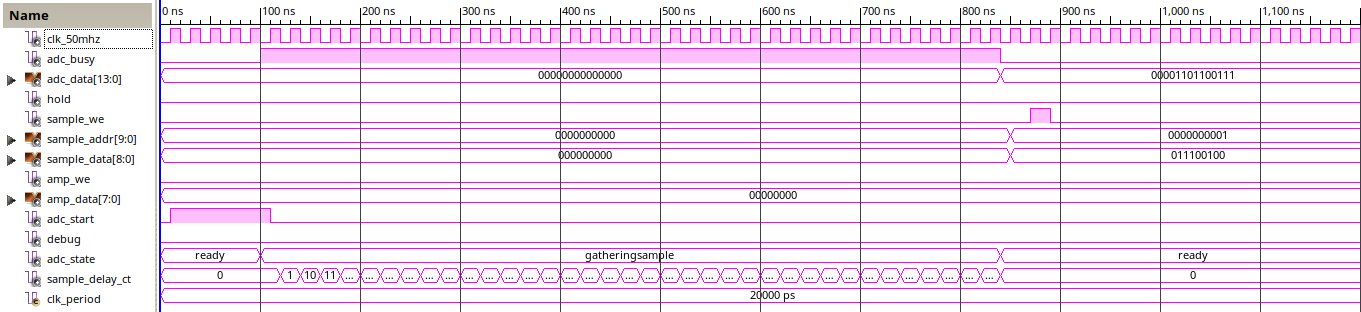 Name 0 ns 100 ns 200 ns 300 ns 400 ns 500 ns 600 ns 700 ns 800 ns 900 ns 1,000 ns 1,100 ns
clk_50mhz
adc_busy
adc_data[13:0] 00000000000000 00001101100111
hold
sample_we
sample_addr[9:0] 0000000000 0000000001
sample_data[8:0] 000000000 011100100
amp_we
amp_data[7:0] 00000000
adc_start
debug
adc_state ready gatheringsample ready
sample_delay_ct 0 1 10 11 ... ... ... ... ... ... ... ... ... ... ... ... ... ... ... ... ... ... ... ... ... ... ... ... ... ... ... ... ... 0
clk_period 20000 ps